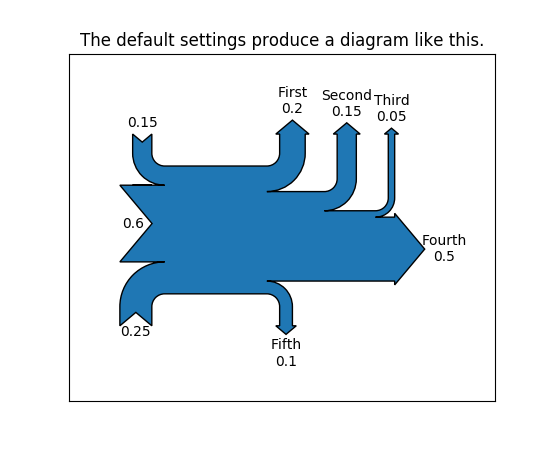 The default settings produce a diagram like this.
First
0.2
Second
0.15
Third
0.05
0.15
0.6
Fourth
0.5
0.25
Fifth
0.1